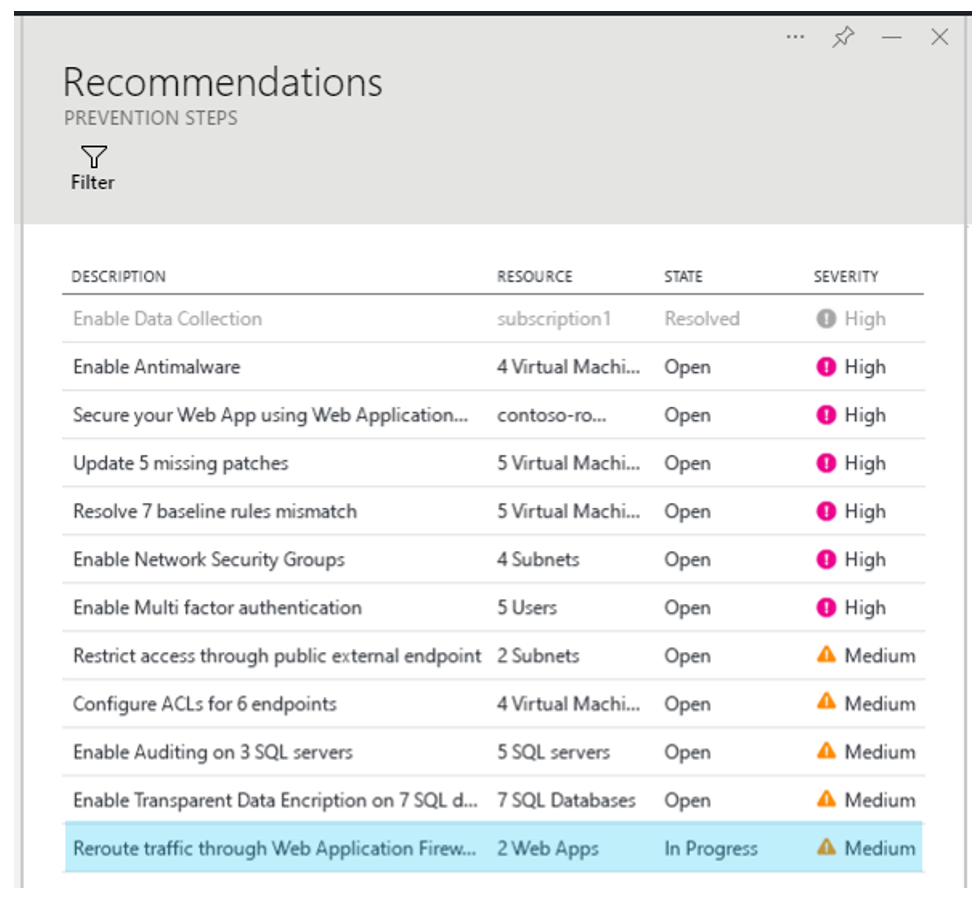 Recommendations
PREVENTION STEPS
Filter
DESCRIPTION RESOURCE STATE SEVERITY
Enable Data Collection subscription1 Resolved High
Enable Antimalware 4 Virtual Machi... Open High
Secure your Web App using Web Application... contoso-ro... Open High
Update 5 missing patches 5 Virtual Machi... Open High
Resolve 7 baseline rules mismatch 5 Virtual Machi... Open High
Enable Network Security Groups 4 Subnets Open High
Enable Multi factor authentication 5 Users Open High
Restrict access through public external endpoint 2 Subnets Open Medium
Configure ACLs for 6 endpoints 4 Virtual Machi... Open Medium
Enable Auditing on 3 SQL servers 5 SQL servers Open Medium
Enable Transparent Data Encription on 7 SQL d... 7 SQL Databases Open Medium
Reroute traffic through Web Application Firew... 2 Web Apps In Progress Medium